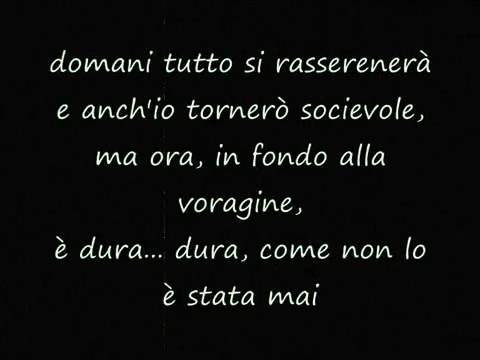 domani tutto si rasserenerà
e anch'io tornerò socievole,
ma ora, in fondo alla
voragine,
è dura... dura, come non lo
è stata mai